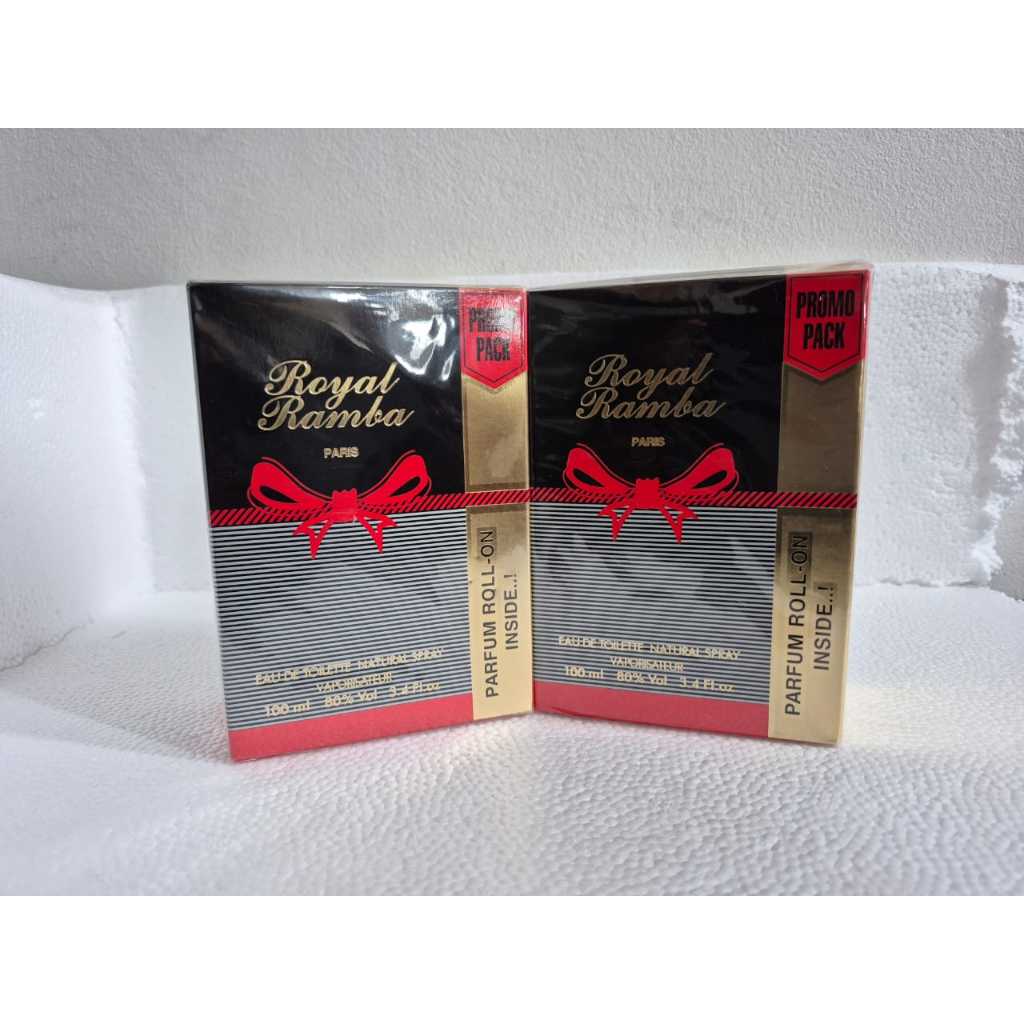 Royal
Ramba
PARIS
PROMO
PACK
PARFUM ROLL-ON
INSIDE..!
EAU DE TOILETTE NATURAL SPRAY
VAPORISATEUR
100 ml 80% Vol 3.4 Fl.oz
Royal
Ramba
PARIS
PROMO
PACK
PARFUM ROLL-ON
INSIDE..!
EAU DE TOILETTE NATURAL SPRAY
VAPORISATEUR
100 ml 80% Vol 3.4 Fl.oz